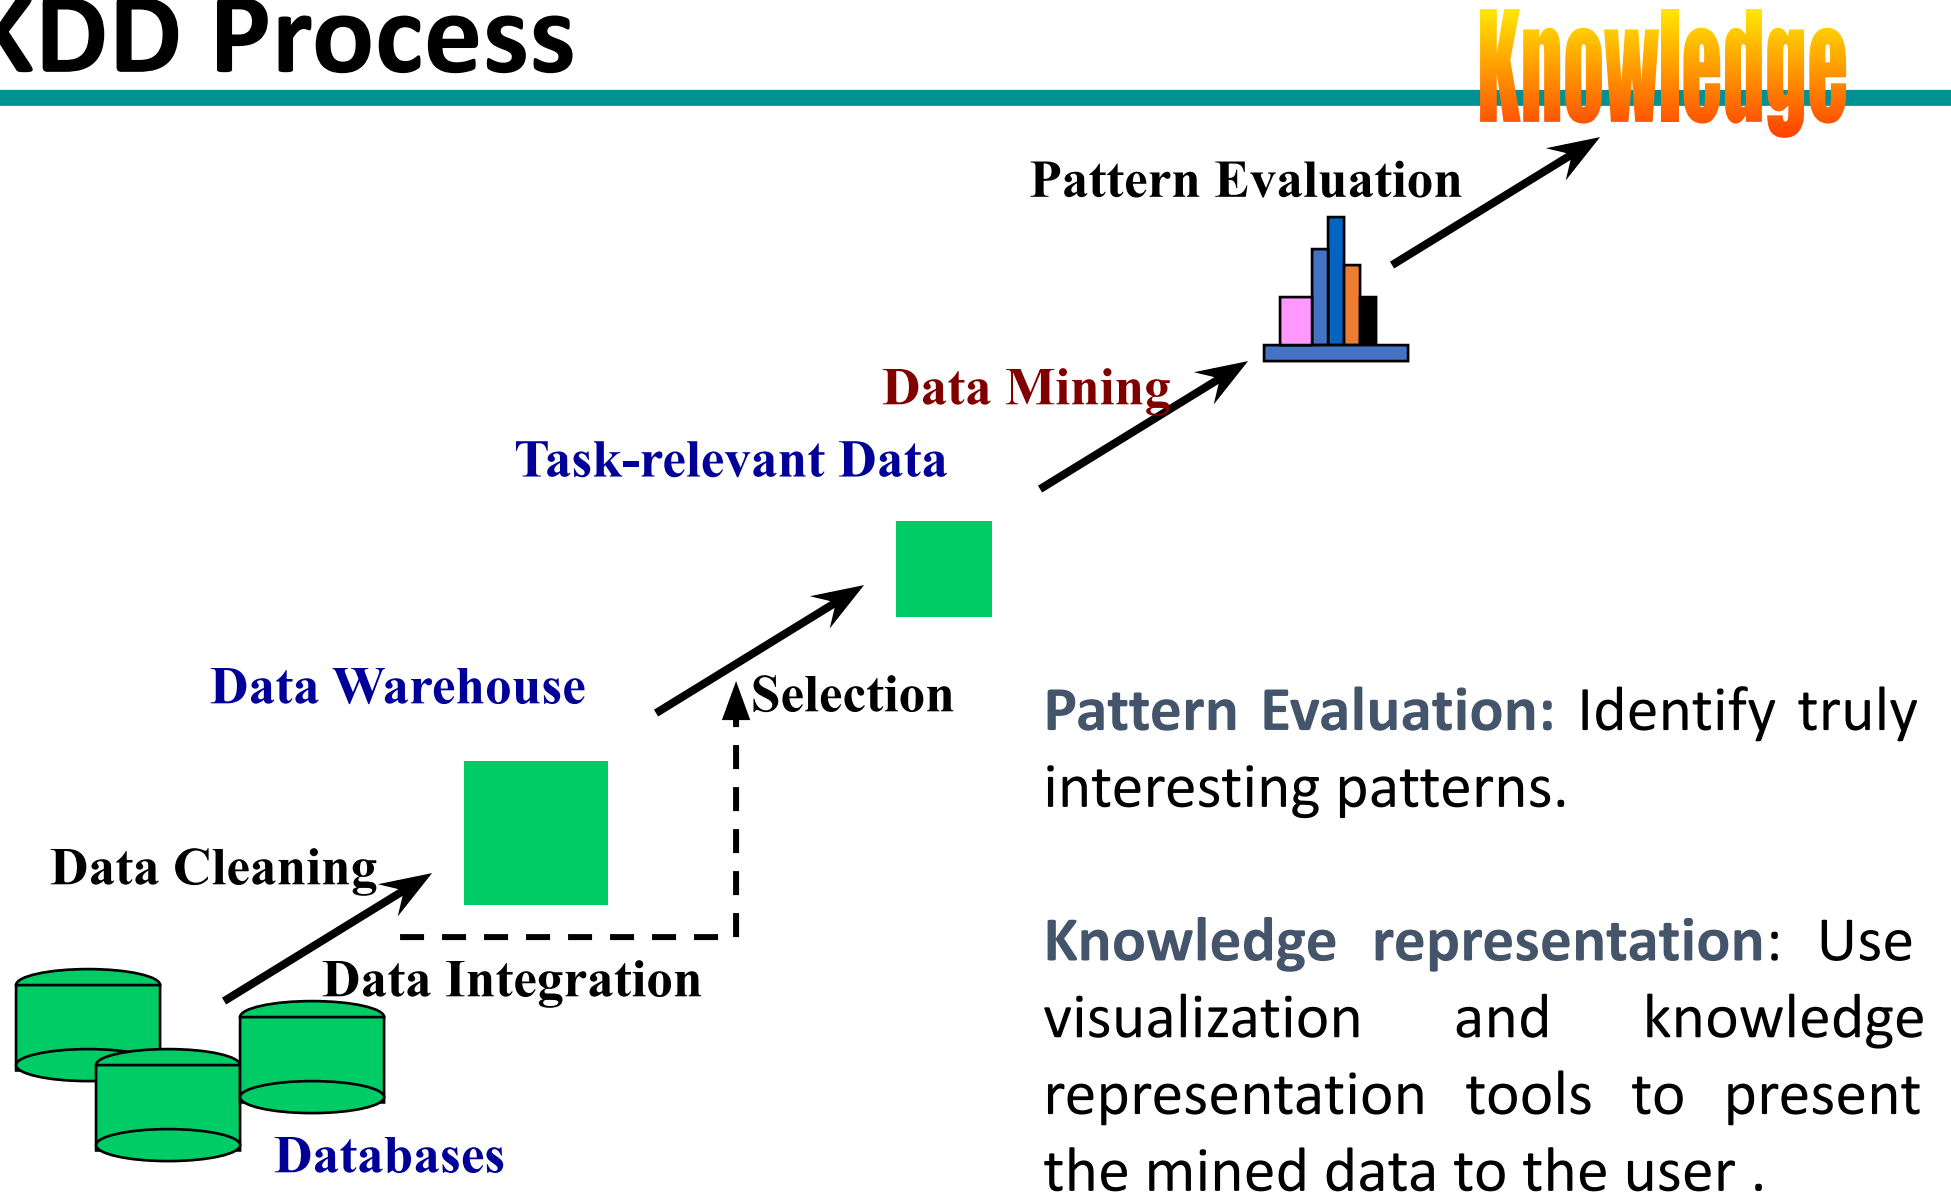 KDD Process
Knowledge
Pattern Evaluation
Data Mining
Task-relevant Data
Data Warehouse
Selection
Data Cleaning
Data Integration
Databases
Pattern Evaluation: Identify truly
interesting patterns.
Knowledge representation: Use
visualization and knowledge
representation tools to present
the mined data to the user .